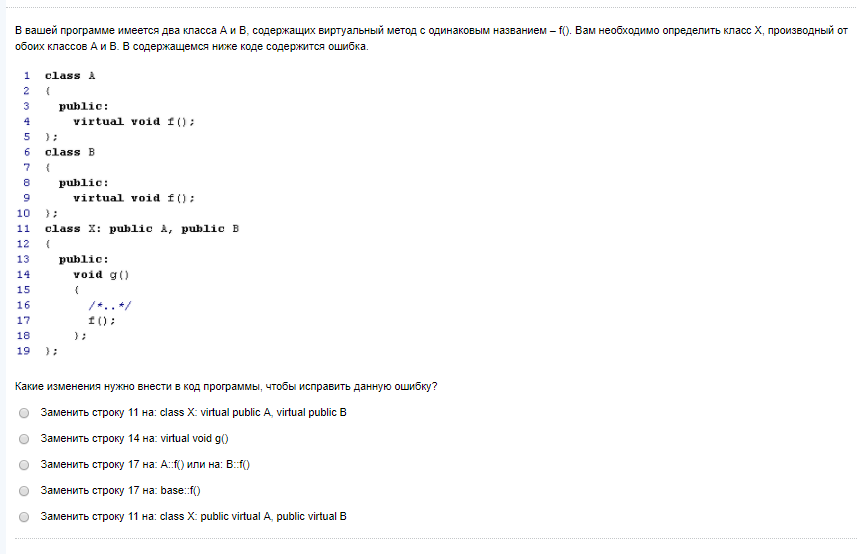 В вашей программе имеется два класса A и B, содержащих виртуальный метод с одинаковым названием – f(). Вам необходимо определить класс X, производный от
обоих классов A и B. В содержащемся ниже коде содержится ошибка.
1 class A
2 {
3 public:
4 virtual void f();
5 };
6 class B
7 {
8 public:
9 virtual void f();
10 };
11 class X: public A, public B
12 {
13 public:
14 void g()
15 {
16 /*..*/
17 f();
18 };
19 };
Какие изменения нужно внести в код программы, чтобы исправить данную ошибку?
Заменить строку 11 на: class X: virtual public A, virtual public B
Заменить строку 14 на: virtual void g()
Заменить строку 17 на: A::f() или на: B::f()
Заменить строку 17 на: base::f()
Заменить строку 11 на: class X: public virtual A, public virtual B